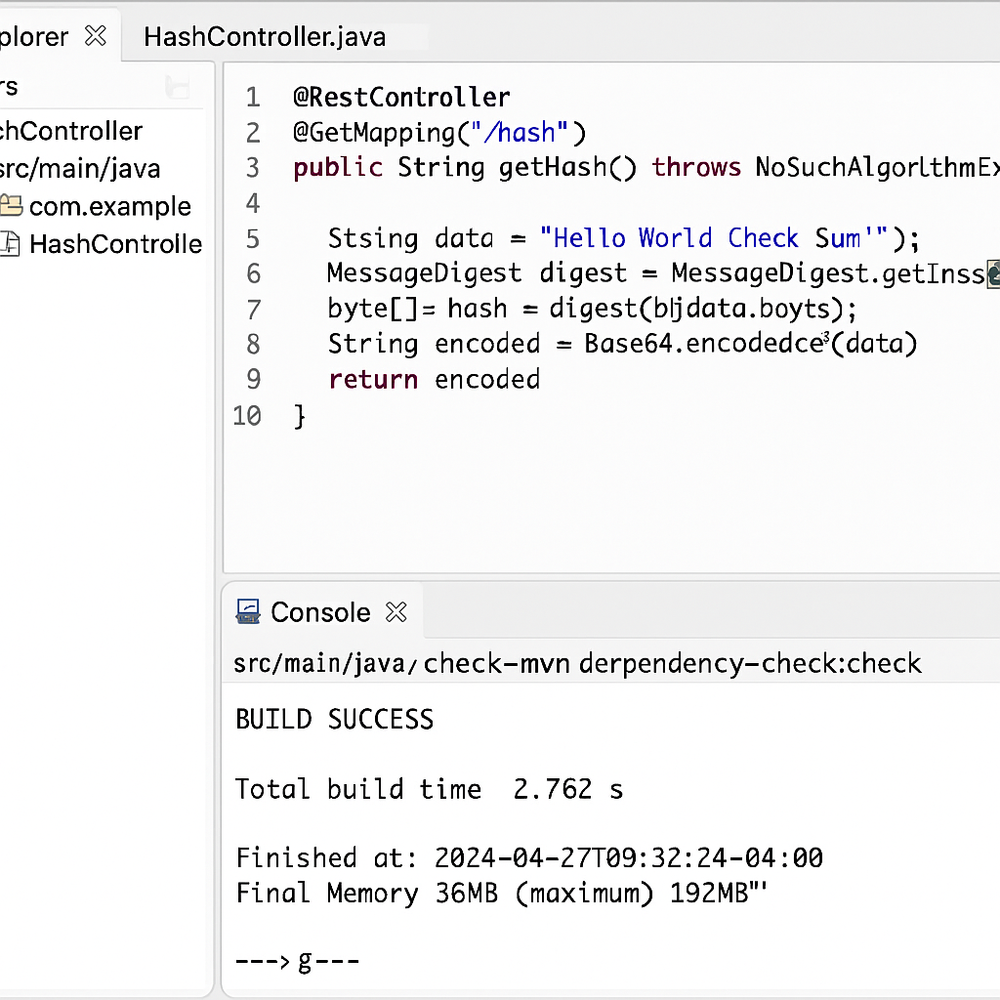 plorer
HashController.java
rs
chController
src/main/java
com.example
HashControlle
1 @RestController
2 @GetMapping("/hash")
3 public String getHash() throws NoSuchAlgorLthmEx
4
5 Stsing data = "Hello World Check Sum'");
6 MessageDigest digest = MessageDigest.getInss
7 byte[]= hash = digest(bljdata.boyts);
8 String encoded = Base64.encodedce³(data)
9 return encoded
10 }
Console
src/main/java/check-mvn derpendency-check:check
BUILD SUCCESS
Total build time 2.762 s
Finished at: 2024-04-27T09:32:24-04:00
Final Memory 36MB (maximum) 192MB"'
---> g---